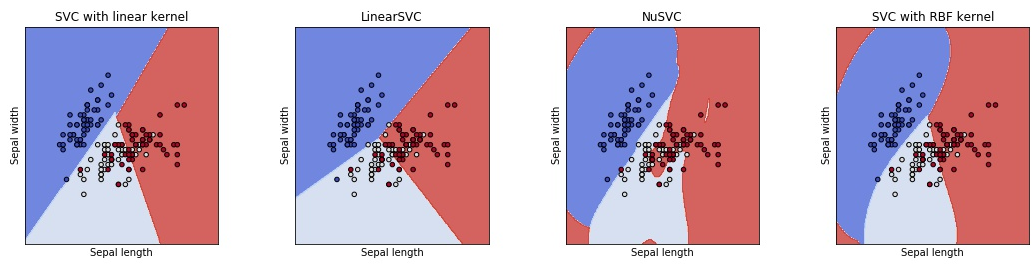 SVC with linear kernel
LinearSVC
NuSVC
SVC with RBF kernel
Sepal width
Sepal width
Sepal width
Sepal width
Sepal length
Sepal length
Sepal length
Sepal length